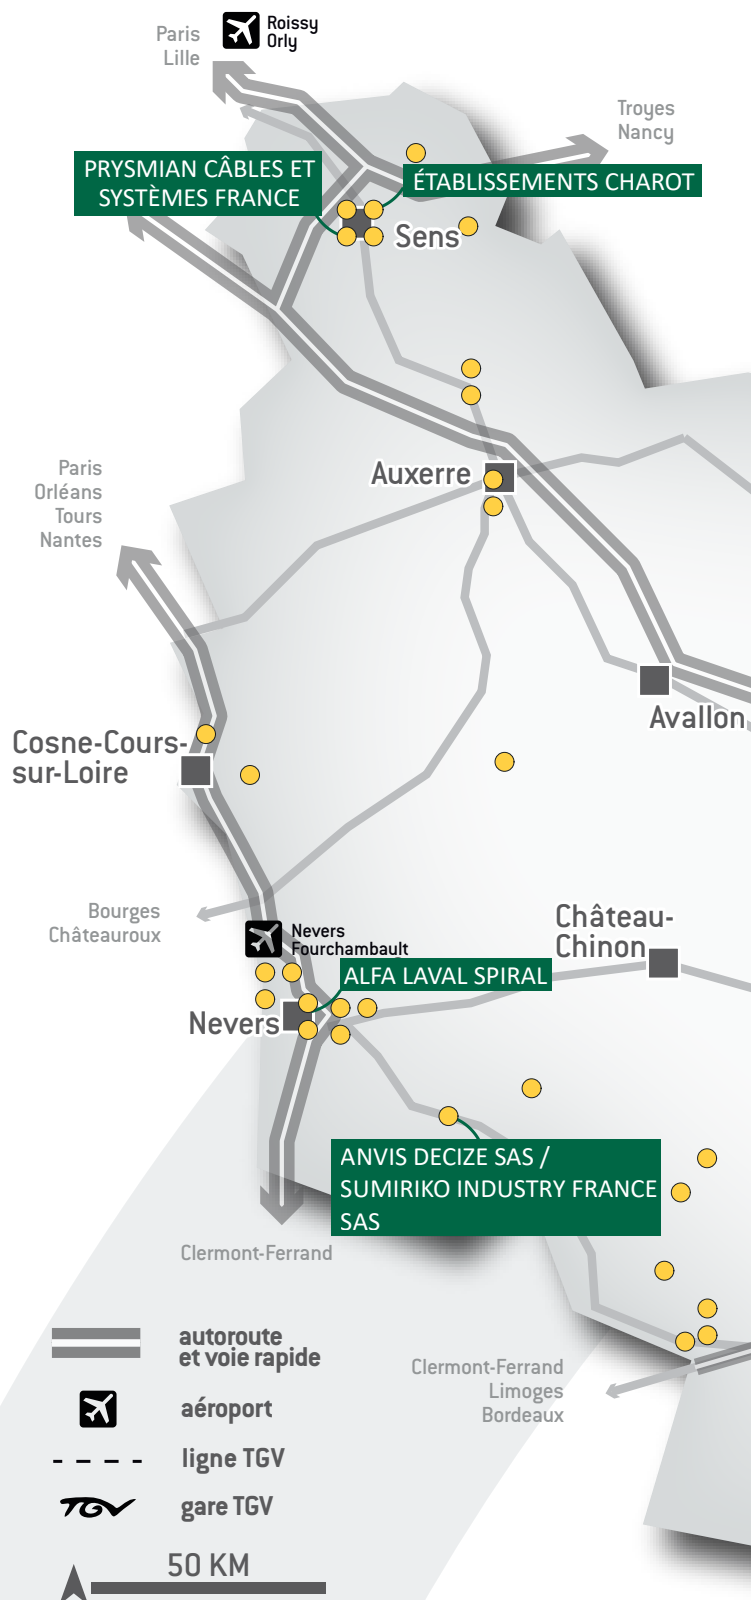 Roissy
Orly
Paris
Lille
Troyes
Nancy
PRYSMIAN CÂBLES ET
SYSTÈMES FRANCE
ÉTABLISSEMENTS CHAROT
Sens
Auxerre
Paris
Orléans
Tours
Nantes
Avallon
Cosne-Cours-
sur-Loire
Bourges
Châteauroux
Nevers
Fourchambault
Château-
Chinon
ALFA LAVAL SPIRAL
Nevers
ANVIS DECIZE SAS /
SUMIRIKO INDUSTRY FRANCE
SAS
Clermont-Ferrand
Clermont-Ferrand
Limoges
Bordeaux
autoroute
et voie rapide
aéroport
ligne TGV
TGV
gare TGV
50 KM